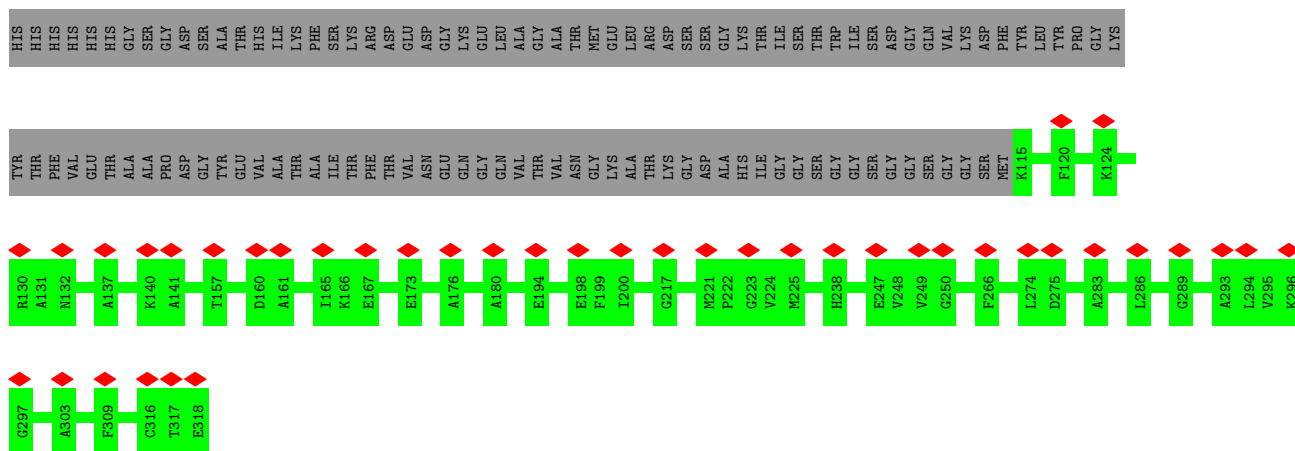 HIS HIS HIS HIS HIS HIS GLY SER GLY ASP SER ALA THR HIS ILE LYS PHE SER LYS ARG ASP GLU ASP GLY LYS GLU LEU ALA GLY ALA THR MET GLU LEU ARG ASP SER SER GLY LYS THR ILE SER THR TRP ILE SER ASP GLY GLN VAL LYS ASP PHE TYR LEU TYR PRO GLY LYS
TYR THR PHE VAL GLU THR ALA ALA PRO ASP GLY TYR GLU VAL ALA THR ALA ILE THR PHE THR VAL ASN GLU GLN GLY GLN VAL THR VAL ASN GLY LYS ALA THR LYS GLY ASP ALA HIS ILE GLY GLY SER GLY GLY SER GLY GLY SER GLY GLY SER MET K115 F120 K124
R130 A131 N132 A137 K140 A141 T157 D160 A161 I165 K166 E167 E173 A176 A180 E194 E198 F199 I200 G217 M221 P222 G223 V224 M225 H238 E247 V248 V249 G250 F266 L274 D275 A283 L286 G289 A293 L294 V295 K296
G297 A303 F309 C316 T317 E318